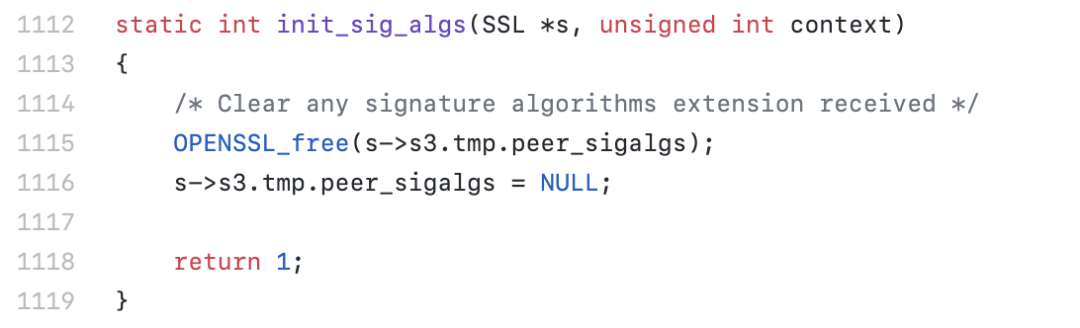 1112 static int init_sig_algs(SSL *s, unsigned int context)
1113 {
1114     /* Clear any signature algorithms extension received */
1115     OPENSSL_free(s->s3.tmp.peer_sigalgs);
1116     s->s3.tmp.peer_sigalgs = NULL;
1117
1118     return 1;
1119 }